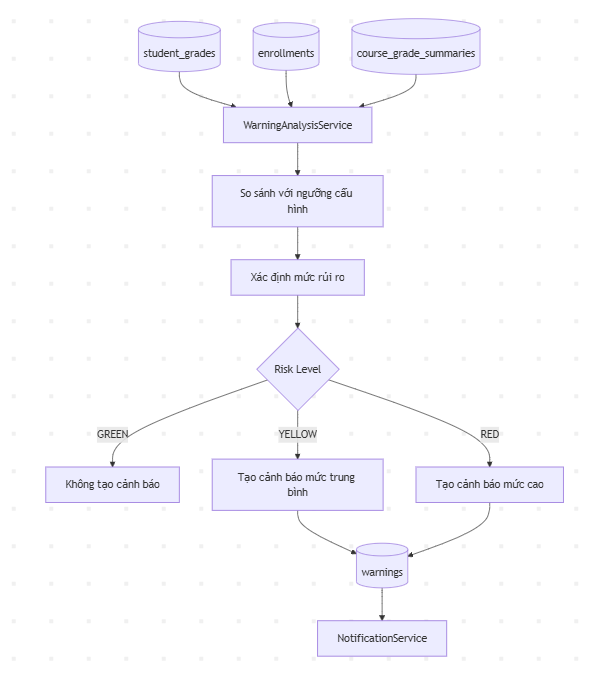 student_grades
enrollments
course_grade_summaries
WarningAnalysisService
So sánh với ngưỡng cấu
hình
Xác định mức rủi ro
Risk Level
GREEN
YELLOW
RED
Không tạo cảnh báo
Tạo cảnh báo mức trung
bình
Tạo cảnh báo mức cao
warnings
NotificationService